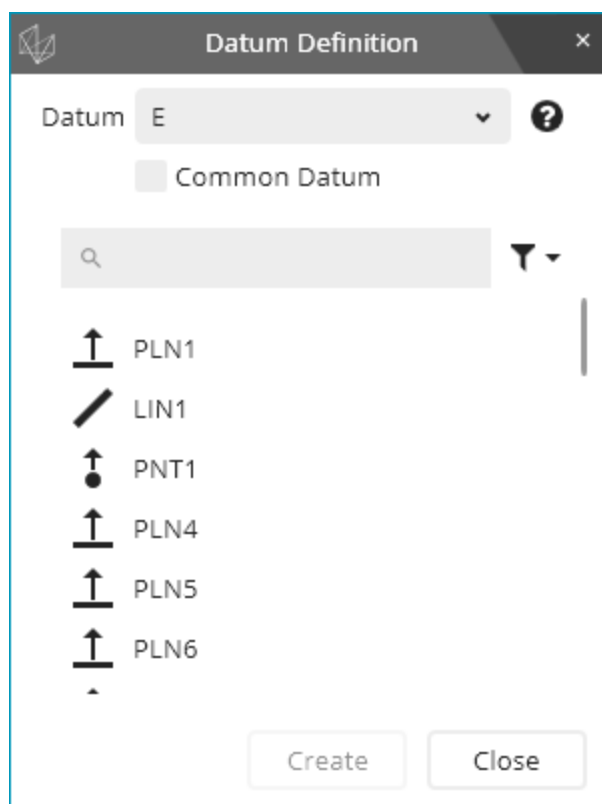 Datum Definition
Datum E
Common Datum
PLN1
LIN1
PNT1
PLN4
PLN5
PLN6
Create Close